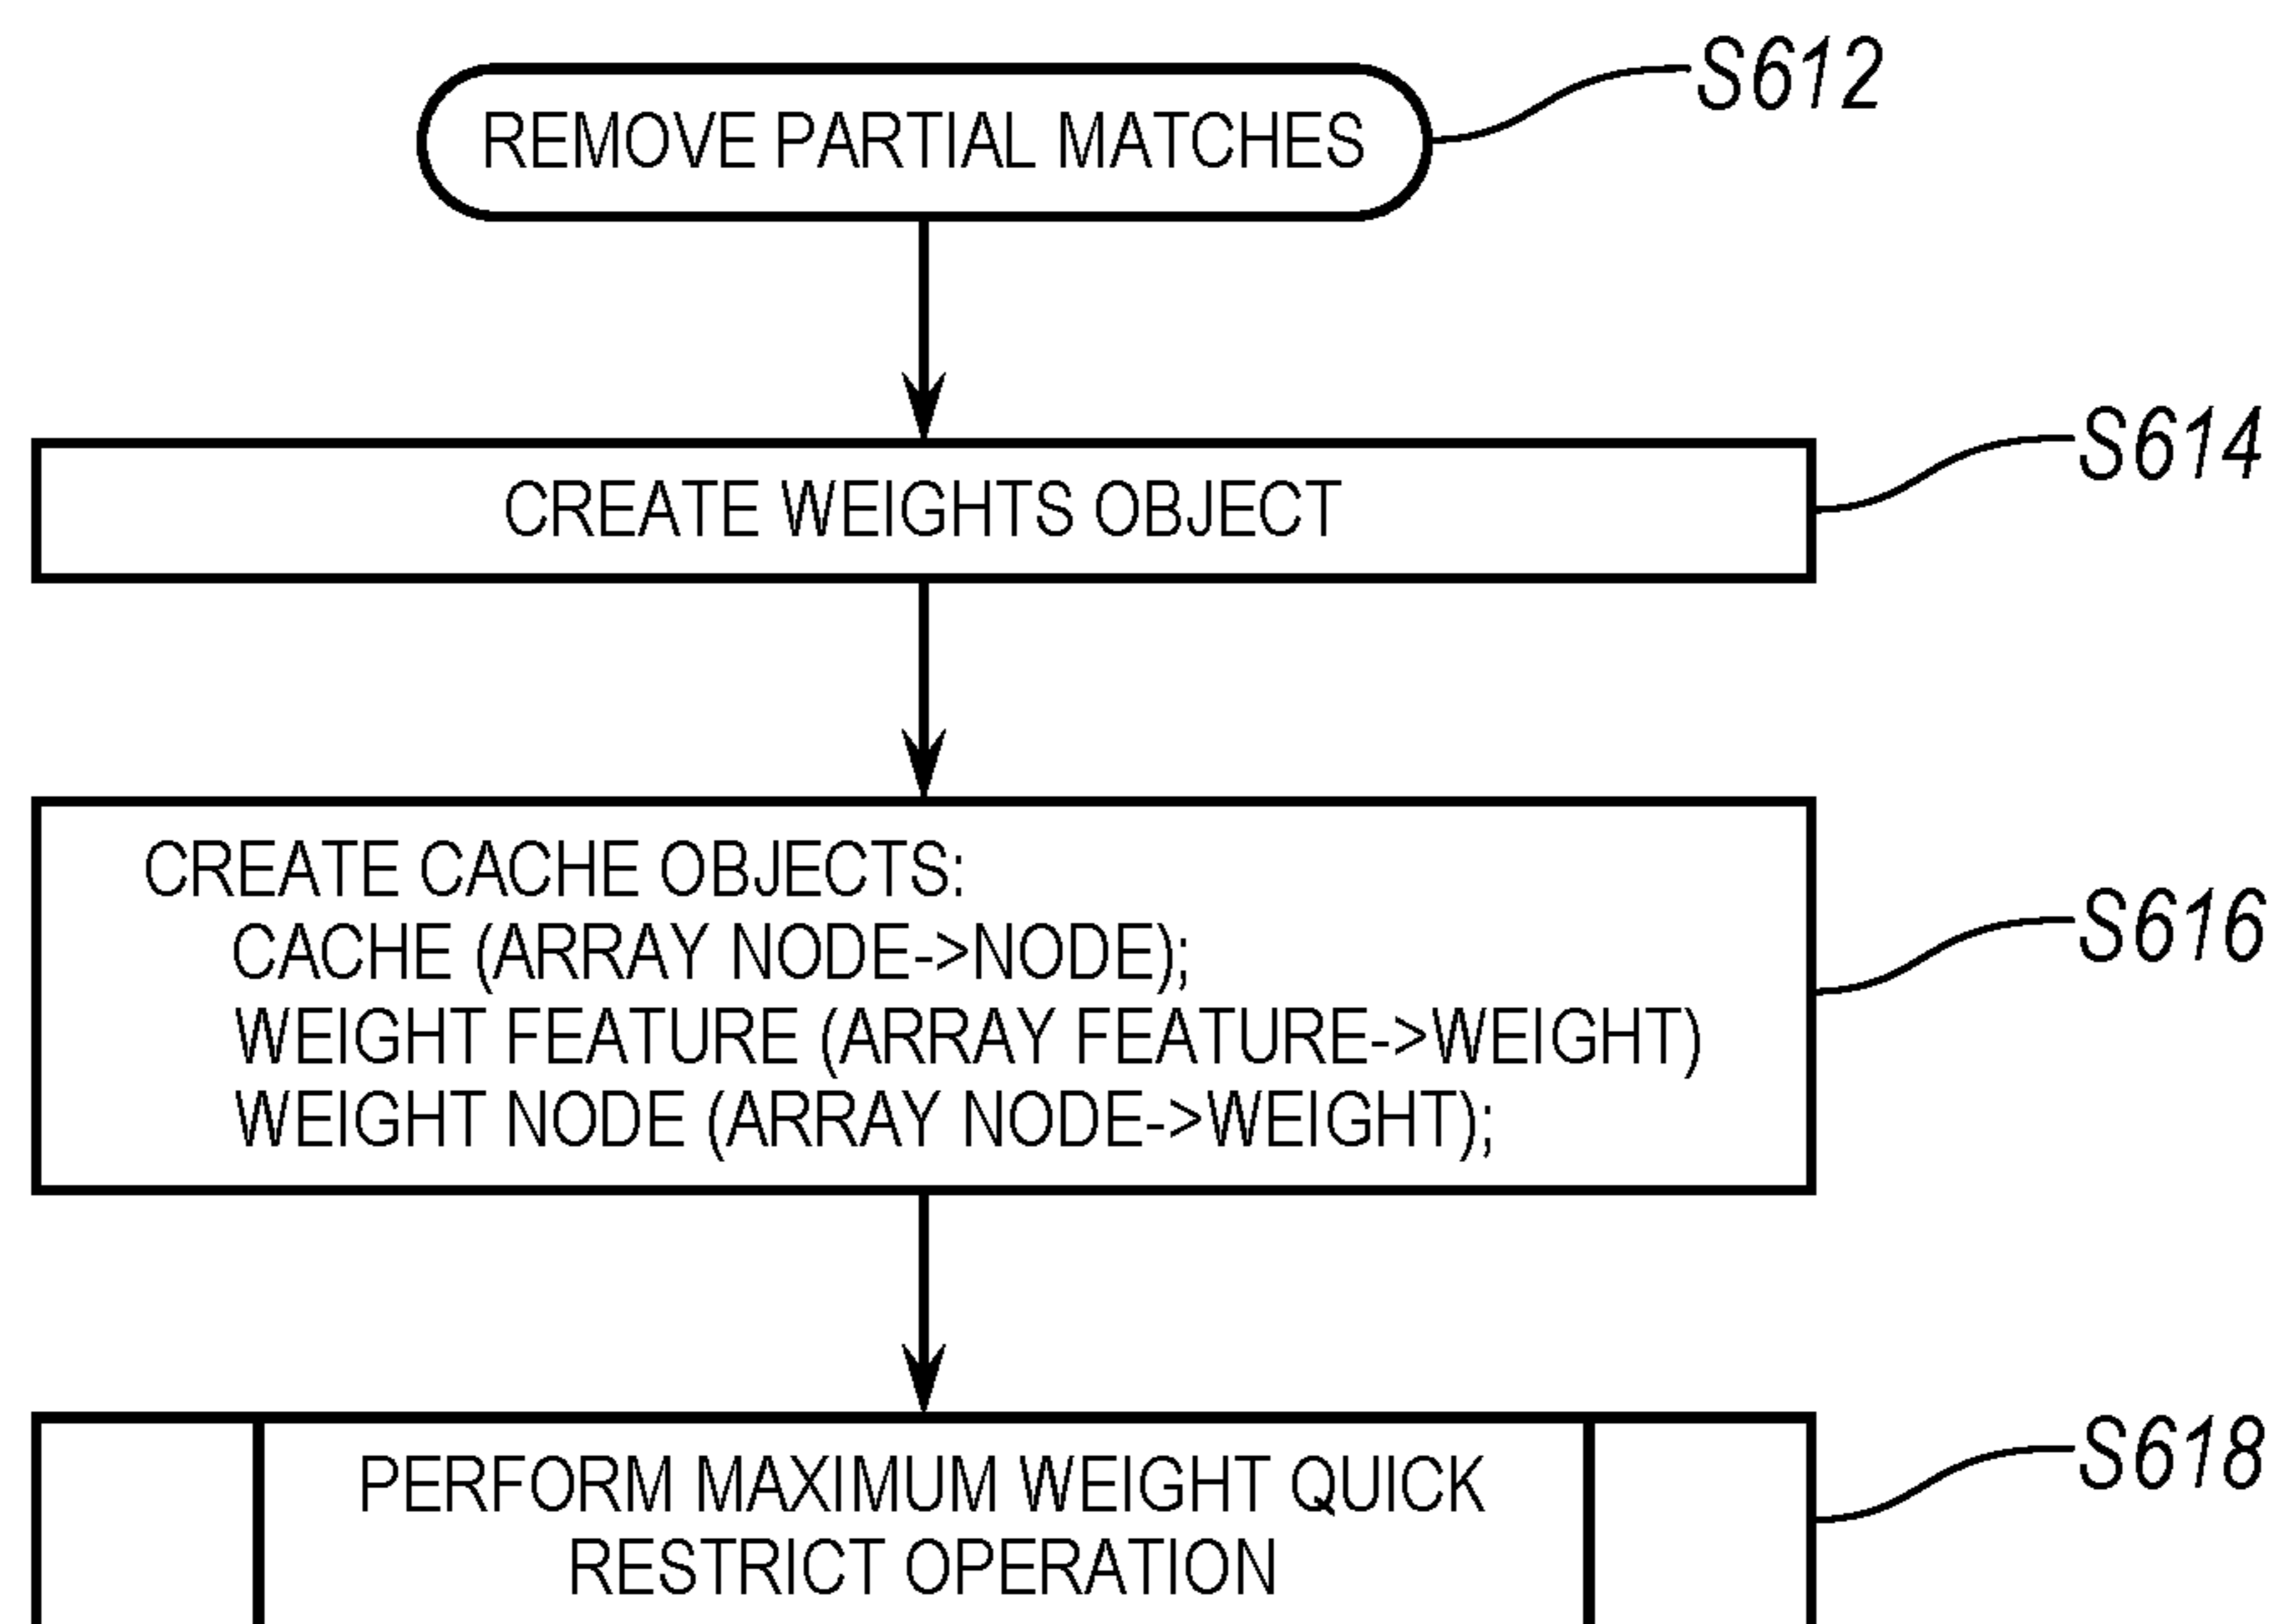 REMOVE PARTIAL MATCHES
S612
CREATE WEIGHTS OBJECT
S614
CREATE CACHE OBJECTS:
CACHE (ARRAY NODE->NODE);
WEIGHT FEATURE (ARRAY FEATURE->WEIGHT)
WEIGHT NODE (ARRAY NODE->WEIGHT);
S616
PERFORM MAXIMUM WEIGHT QUICK
RESTRICT OPERATION
S618